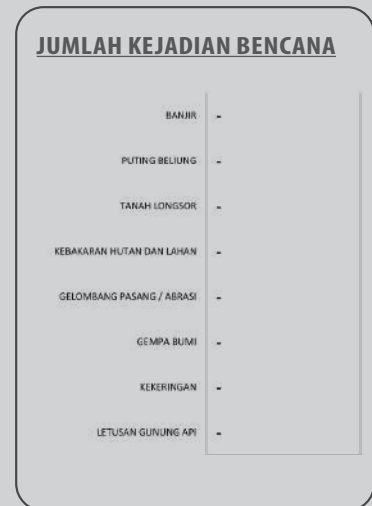 JUMLAH KEJADIAN BENCANA
BANJIR -
PUTING BELIUNG -
TANAH LONGSOR -
KEBAKARAN HUTAN DAN LAHAN -
GELOMBANG PASANG / ABRASI -
GEMPA BUMI -
KEKERINGAN -
LETUSAN GUNUNG API -